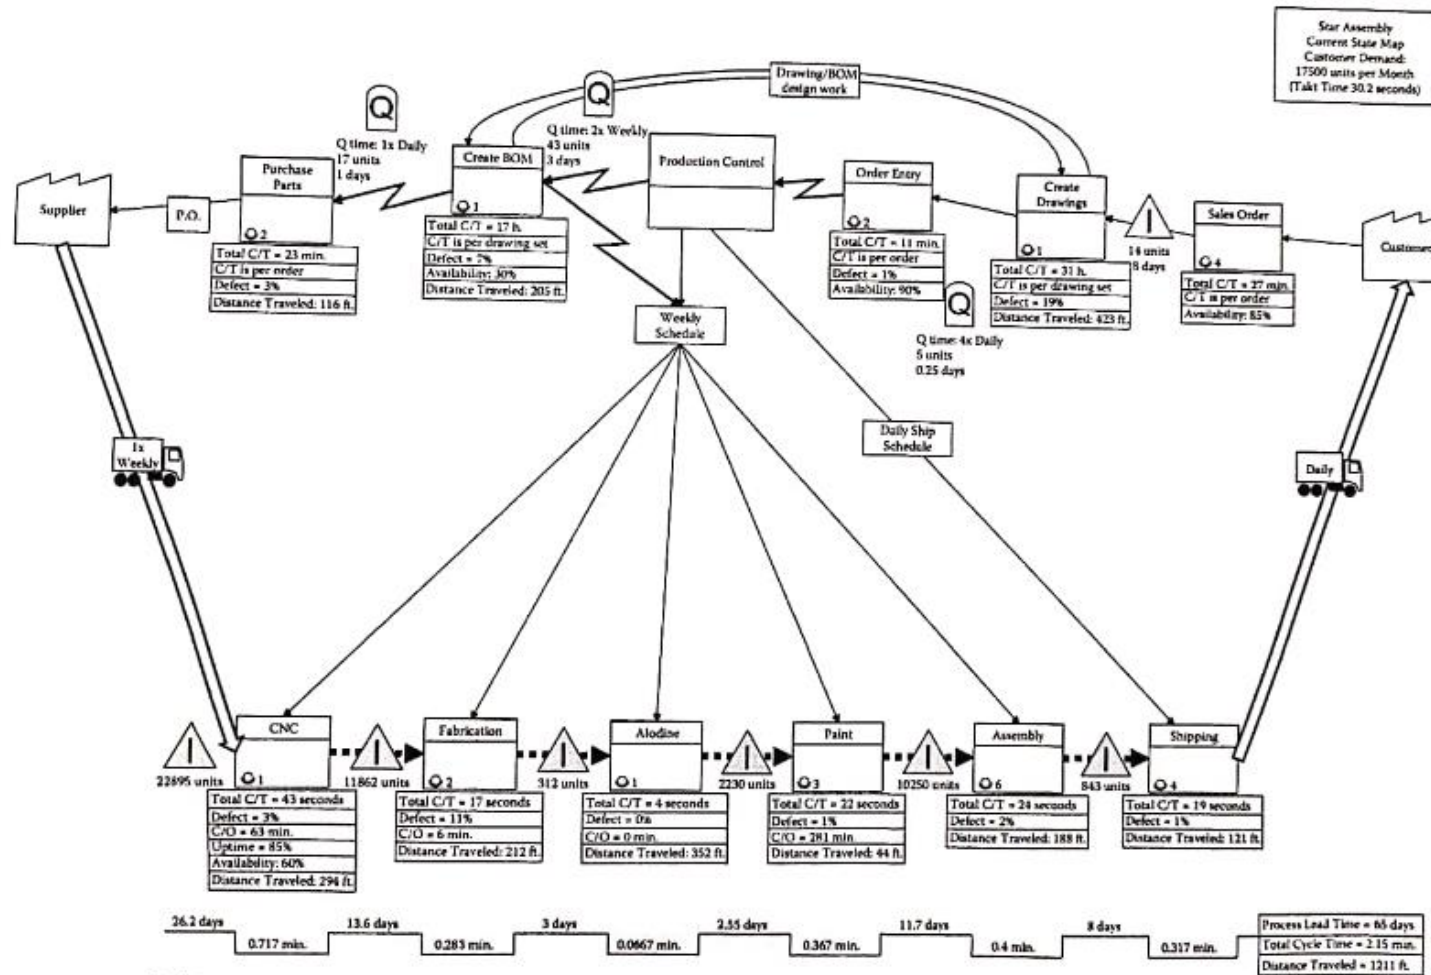 Star Assembly
Current State Map
Customer Demand:
17500 units per Month
(Takt Time 30.2 seconds)
Drawing/BOM
design work
Q
Q time: 1x Daily
17 units
1 days
Q
Q time: 2x Weekly
43 units
3 days
Supplier
P.O.
Purchase
Parts
2
Total C/T = 23 min.
C/T is per order
Defect = 3%
Distance Traveled: 116 ft.
Create BOM
1
Total C/T = 17 h.
C/T is per drawing set
Defect = 7%
Availability: 30%
Distance Traveled: 205 ft.
Production Control
Order Entry
2
Total C/T = 11 min.
C/T is per order
Defect = 1%
Availability: 90%
Q
Q time: 4x Daily
5 units
0.25 days
Create
Drawings
1
Total C/T = 31 h.
C/T is per drawing set
Defect = 19%
Distance Traveled: 423 ft.
I
14 units
8 days
Sales Order
4
Total C/T = 27 min.
C/T is per order
Availability: 85%
Customer
Weekly
Schedule
Daily Ship
Schedule
1x
Weekly
Daily
I
22895 units
CNC
1
Total C/T = 43 seconds
Defect = 3%
C/O = 63 min.
Uptime = 85%
Availability: 60%
Distance Traveled: 294 ft.
I
11862 units
Fabrication
2
Total C/T = 17 seconds
Defect = 11%
C/O = 6 min.
Distance Traveled: 212 ft.
I
312 units
Alodine
1
Total C/T = 4 seconds
Defect = 0%
C/O = 0 min.
Distance Traveled: 352 ft.
I
2230 units
Paint
3
Total C/T = 22 seconds
Defect = 1%
C/O = 281 min.
Distance Traveled: 44 ft.
I
10250 units
Assembly
6
Total C/T = 24 seconds
Defect = 2%
Distance Traveled: 188 ft.
I
843 units
Shipping
4
Total C/T = 19 seconds
Defect = 1%
Distance Traveled: 121 ft.
26.2 days
13.6 days
3 days
2.55 days
11.7 days
8 days
0.717 min.
0.283 min.
0.0667 min.
0.367 min.
0.4 min.
0.317 min.
Process Lead Time = 65 days
Total Cycle Time = 2.15 min.
Distance Traveled = 1211 ft.